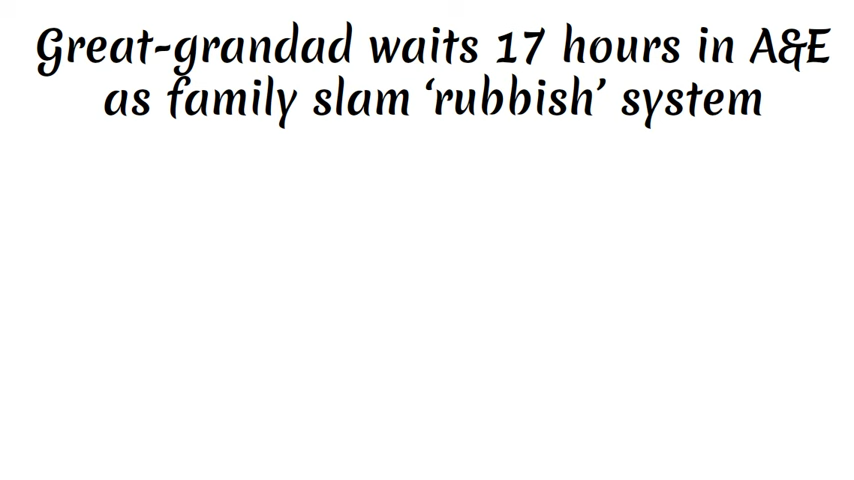 Great-grandad waits 17 hours in A&E
as family slam ‘rubbish’ system